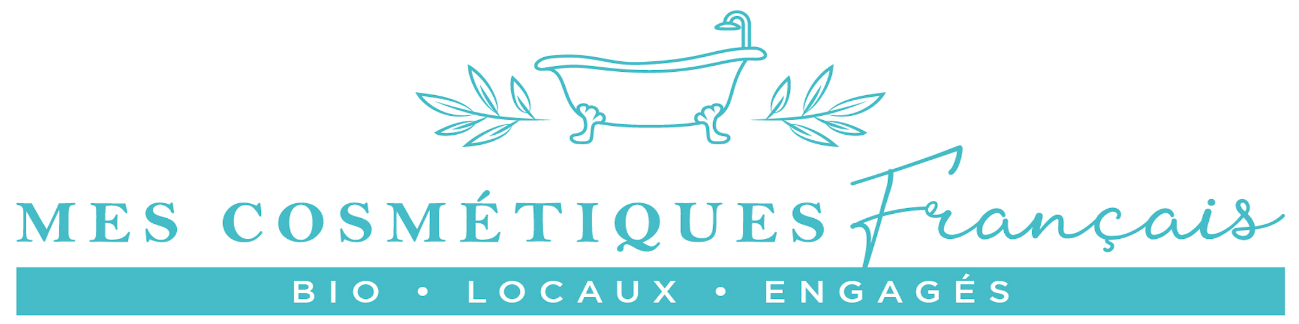 MES COSMÉTIQUES Français
BIO • LOCAUX • ENGAGÉS